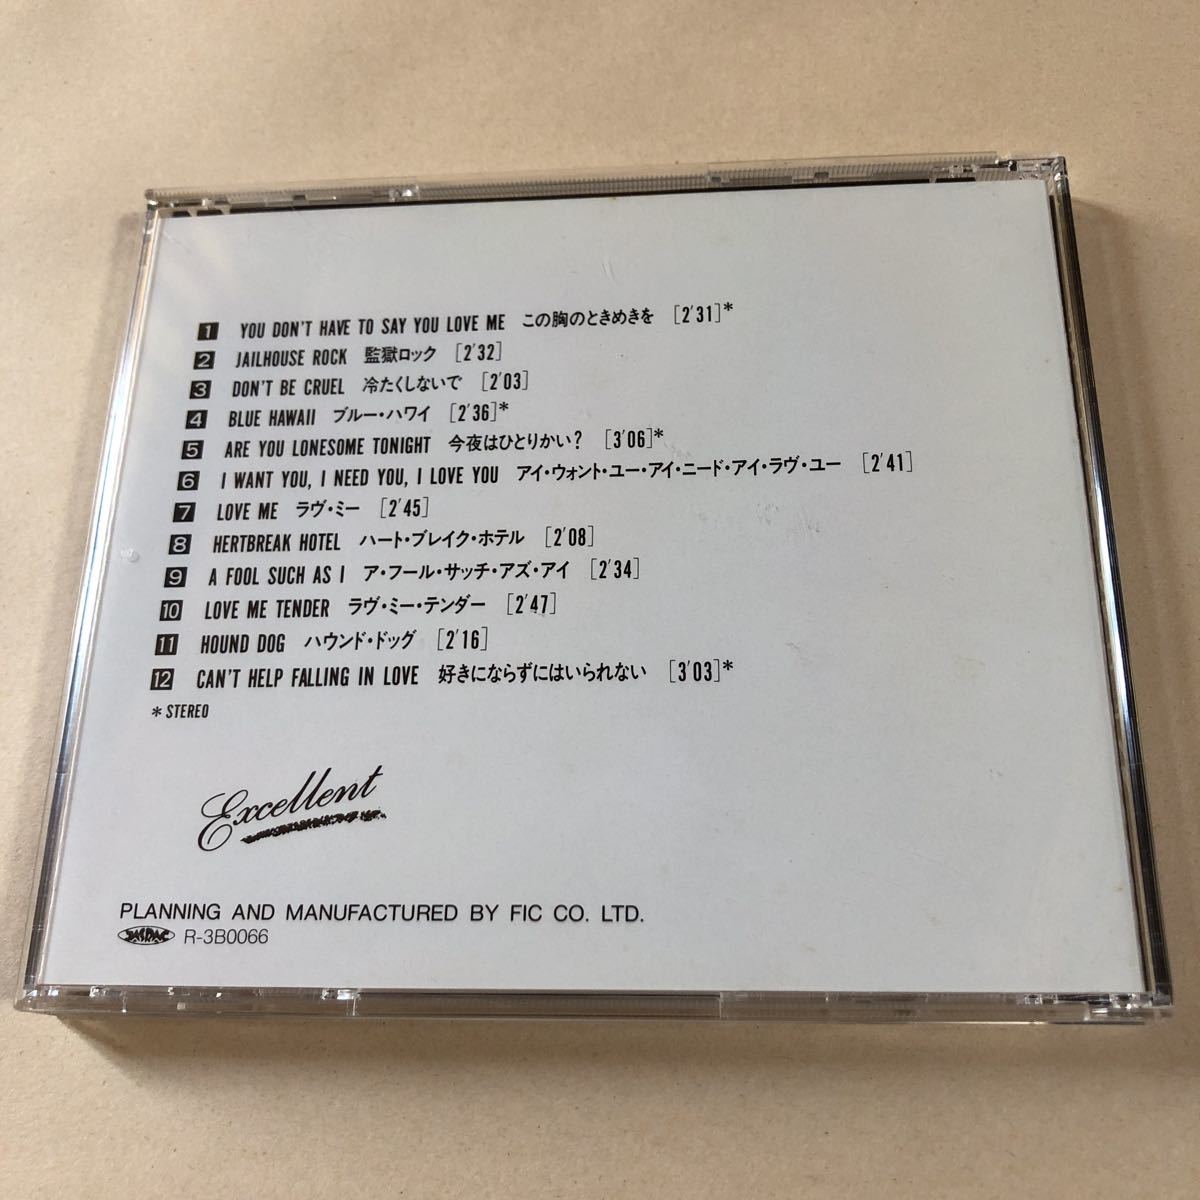 1 YOU DON'T HAVE TO SAY YOU LOVE ME この胸のときめきを [2'31]*
2 JAILHOUSE ROCK 監獄ロック [2'32]
3 DON'T BE CRUEL 冷たくしないで [2'03]
4 BLUE HAWAII ブルー・ハワイ [2'36]*
5 ARE YOU LONESOME TONIGHT 今夜はひとりかい? [3'06]*
6 I WANT YOU, I NEED YOU, I LOVE YOU アイ・ウォント・ユー・アイ・ニード・アイ・ラヴ・ユー [2'41]
7 LOVE ME ラヴ・ミー [2'45]
8 HERTBREAK HOTEL ハート・ブレイク・ホテル [2'08]
9 A FOOL SUCH AS I ア・フール・サッチ・アズ・アイ [2'34]
10 LOVE ME TENDER ラヴ・ミー・テンダー [2'47]
11 HOUND DOG ハウンド・ドッグ [2'16]
12 CAN'T HELP FALLING IN LOVE 好きにならずにはいられない [3'03]*
* STEREO
Excellent
PLANNING AND MANUFACTURED BY FIC CO. LTD.
JASRAC R-3B0066